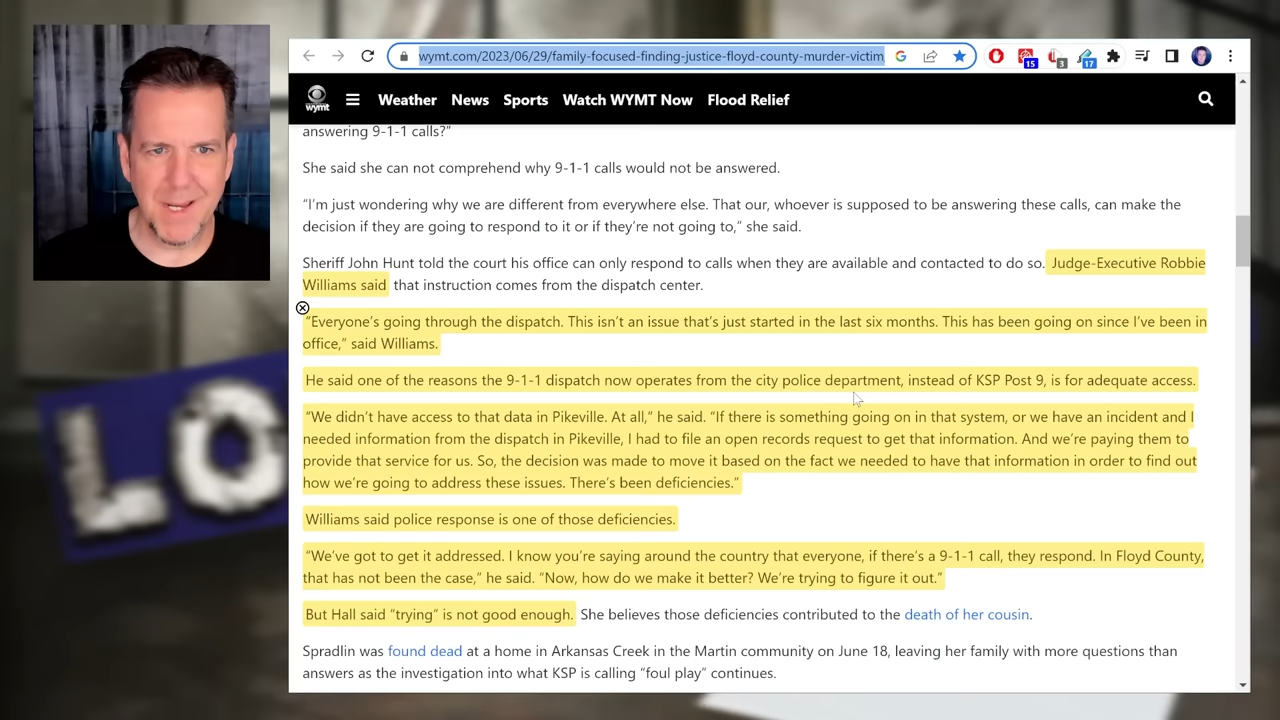 wymt.com/2023/06/29/family-focused-finding-justice-floyd-county-murder-victim
15
3
17
wymt
Weather
News
Sports
Watch WYMT Now
Flood Relief
answering 9-1-1 calls?”
She said she can not comprehend why 9-1-1 calls would not be answered.
“I’m just wondering why we are different from everywhere else. That our, whoever is supposed to be answering these calls, can make the
decision if they are going to respond to it or if they’re not going to,” she said.
Sheriff John Hunt told the court his office can only respond to calls when they are available and contacted to do so. Judge-Executive Robbie
Williams said that instruction comes from the dispatch center.
“Everyone’s going through the dispatch. This isn’t an issue that’s just started in the last six months. This has been going on since I’ve been in
office,” said Williams.
He said one of the reasons the 9-1-1 dispatch now operates from the city police department, instead of KSP Post 9, is for adequate access.
“We didn’t have access to that data in Pikeville. At all,” he said. “If there is something going on in that system, or we have an incident and I
needed information from the dispatch in Pikeville, I had to file an open records request to get that information. And we’re paying them to
provide that service for us. So, the decision was made to move it based on the fact we needed to have that information in order to find out
how we’re going to address these issues. There’s been deficiencies.”
Williams said police response is one of those deficiencies.
“We’ve got to get it addressed. I know you’re saying around the country that everyone, if there’s a 9-1-1 call, they respond. In Floyd County,
that has not been the case,” he said. “Now, how do we make it better? We’re trying to figure it out.”
But Hall said “trying” is not good enough. She believes those deficiencies contributed to the death of her cousin.
Spradlin was found dead at a home in Arkansas Creek in the Martin community on June 18, leaving her family with more questions than
answers as the investigation into what KSP is calling “foul play” continues.
LO